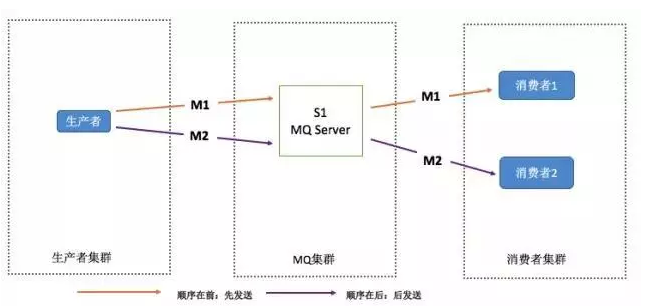 M1
M2
S1
MQ Server
M1
M2
生产者
消费者1
消费者2
生产者集群
MQ集群
消费者集群
顺序在前：先发送
顺序在后：后发送